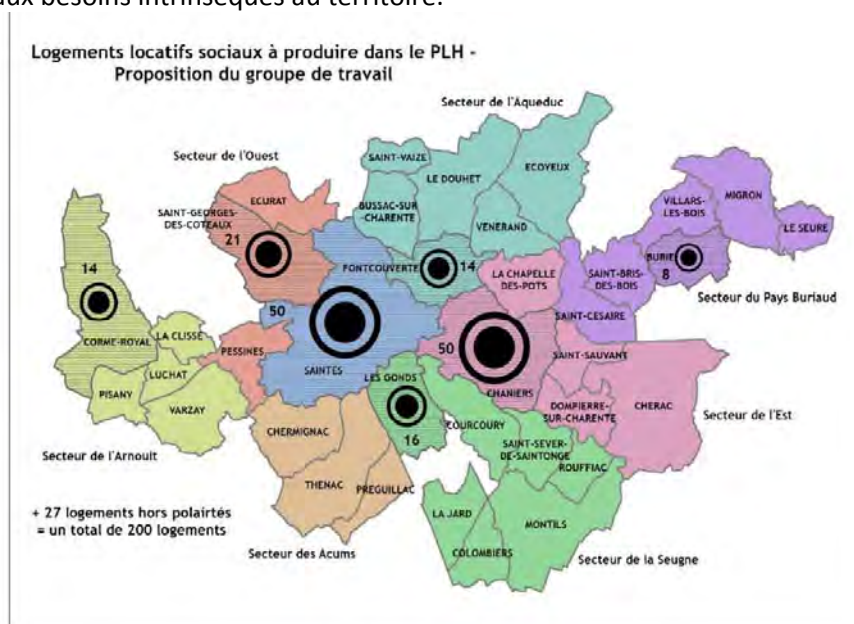 aux besoins intrinsèques au territoire.
Logements locatifs sociaux à produire dans le PLH -
Proposition du groupe de travail
Secteur de l'Aqueduc
Secteur de l'Ouest
SAINT-VAIZE
ECOYEUX
LE DOUHET
ECURAT
BUSSAC-SUR-
CHARENTE
VENERAND
SAINT-GEORGES-
DES-COTEAUX
21
VILLARS-
LES-BOIS
MIGRON
LE SEURE
14
FONTCOUVERTE
14
LA CHAPELLE
DES-POTS
SAINT-BRIS-
DES-BOIS
BURIE
8
Secteur du Pays Buriaud
50
SAINT-CESAIRE
CORME-ROYAL
LA CLISSE
PESSINES
50
SAINT-SAUVANT
LUCHAT
SAINTES
LES GONDS
CHANIERS
PISANY
VARZAY
CHERAC
DOMPIERRE-
SUR-CHARENTE
Secteur de l'Est
CHERMIGNAC
16
COURCOURY
SAINT-SEVER-
DE-SAINTONGE
ROUFFIAC
Secteur de l'Arnoult
THENAC
PREGUILLAC
+ 27 logements hors polairtés
= un total de 200 logements
LA JARD
MONTILS
COLOMBIERS
Secteur des Acums
Secteur de la Seugne